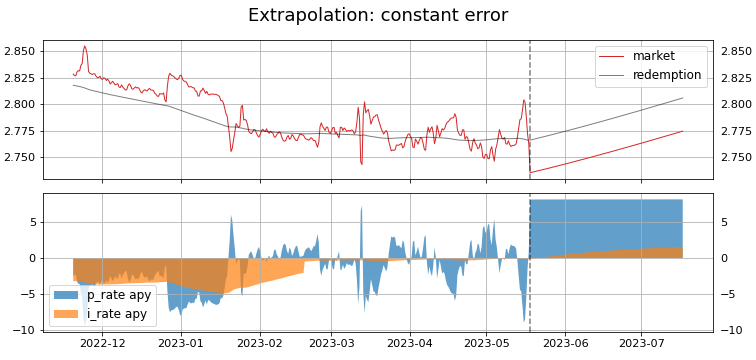 Extrapolation: constant error
2.850 2.850
2.825 2.825
2.800 2.800
2.775 2.775
2.750 2.750
market
redemption
5 5
0 0
−5 −5
−10 −10
p_rate apy
i_rate apy
2022-12 2023-01 2023-02 2023-03 2023-04 2023-05 2023-06 2023-07